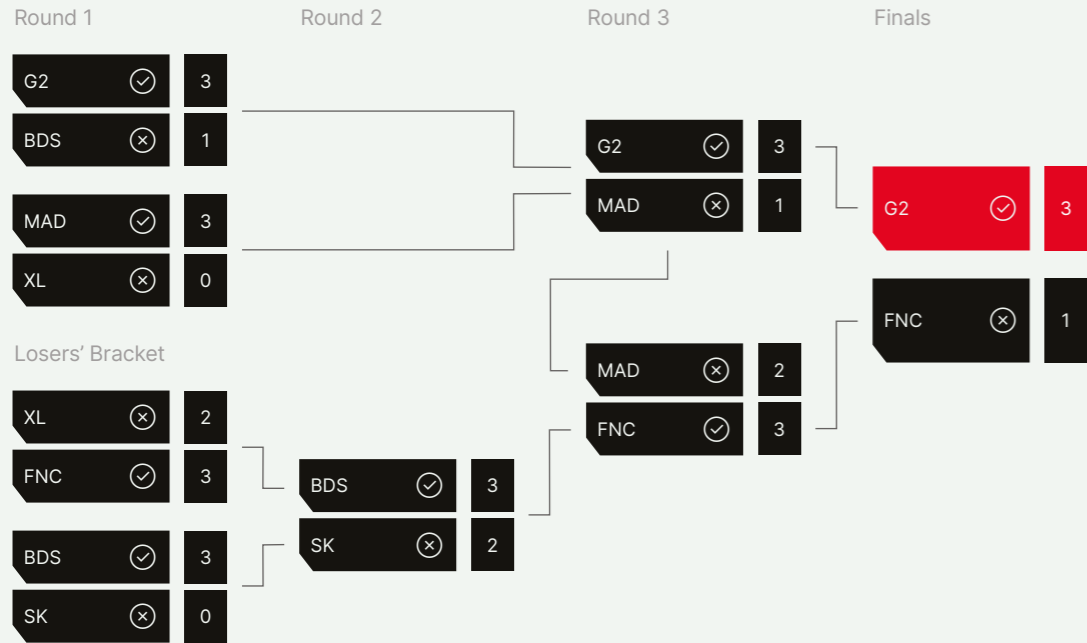 Round 1
Round 2
Round 3
Finals
G2 3
BDS 1
MAD 3
XL 0
G2 3
MAD 1
G2 3
FNC 1
Losers’ Bracket
XL 2
FNC 3
BDS 3
SK 0
BDS 3
SK 2
MAD 2
FNC 3